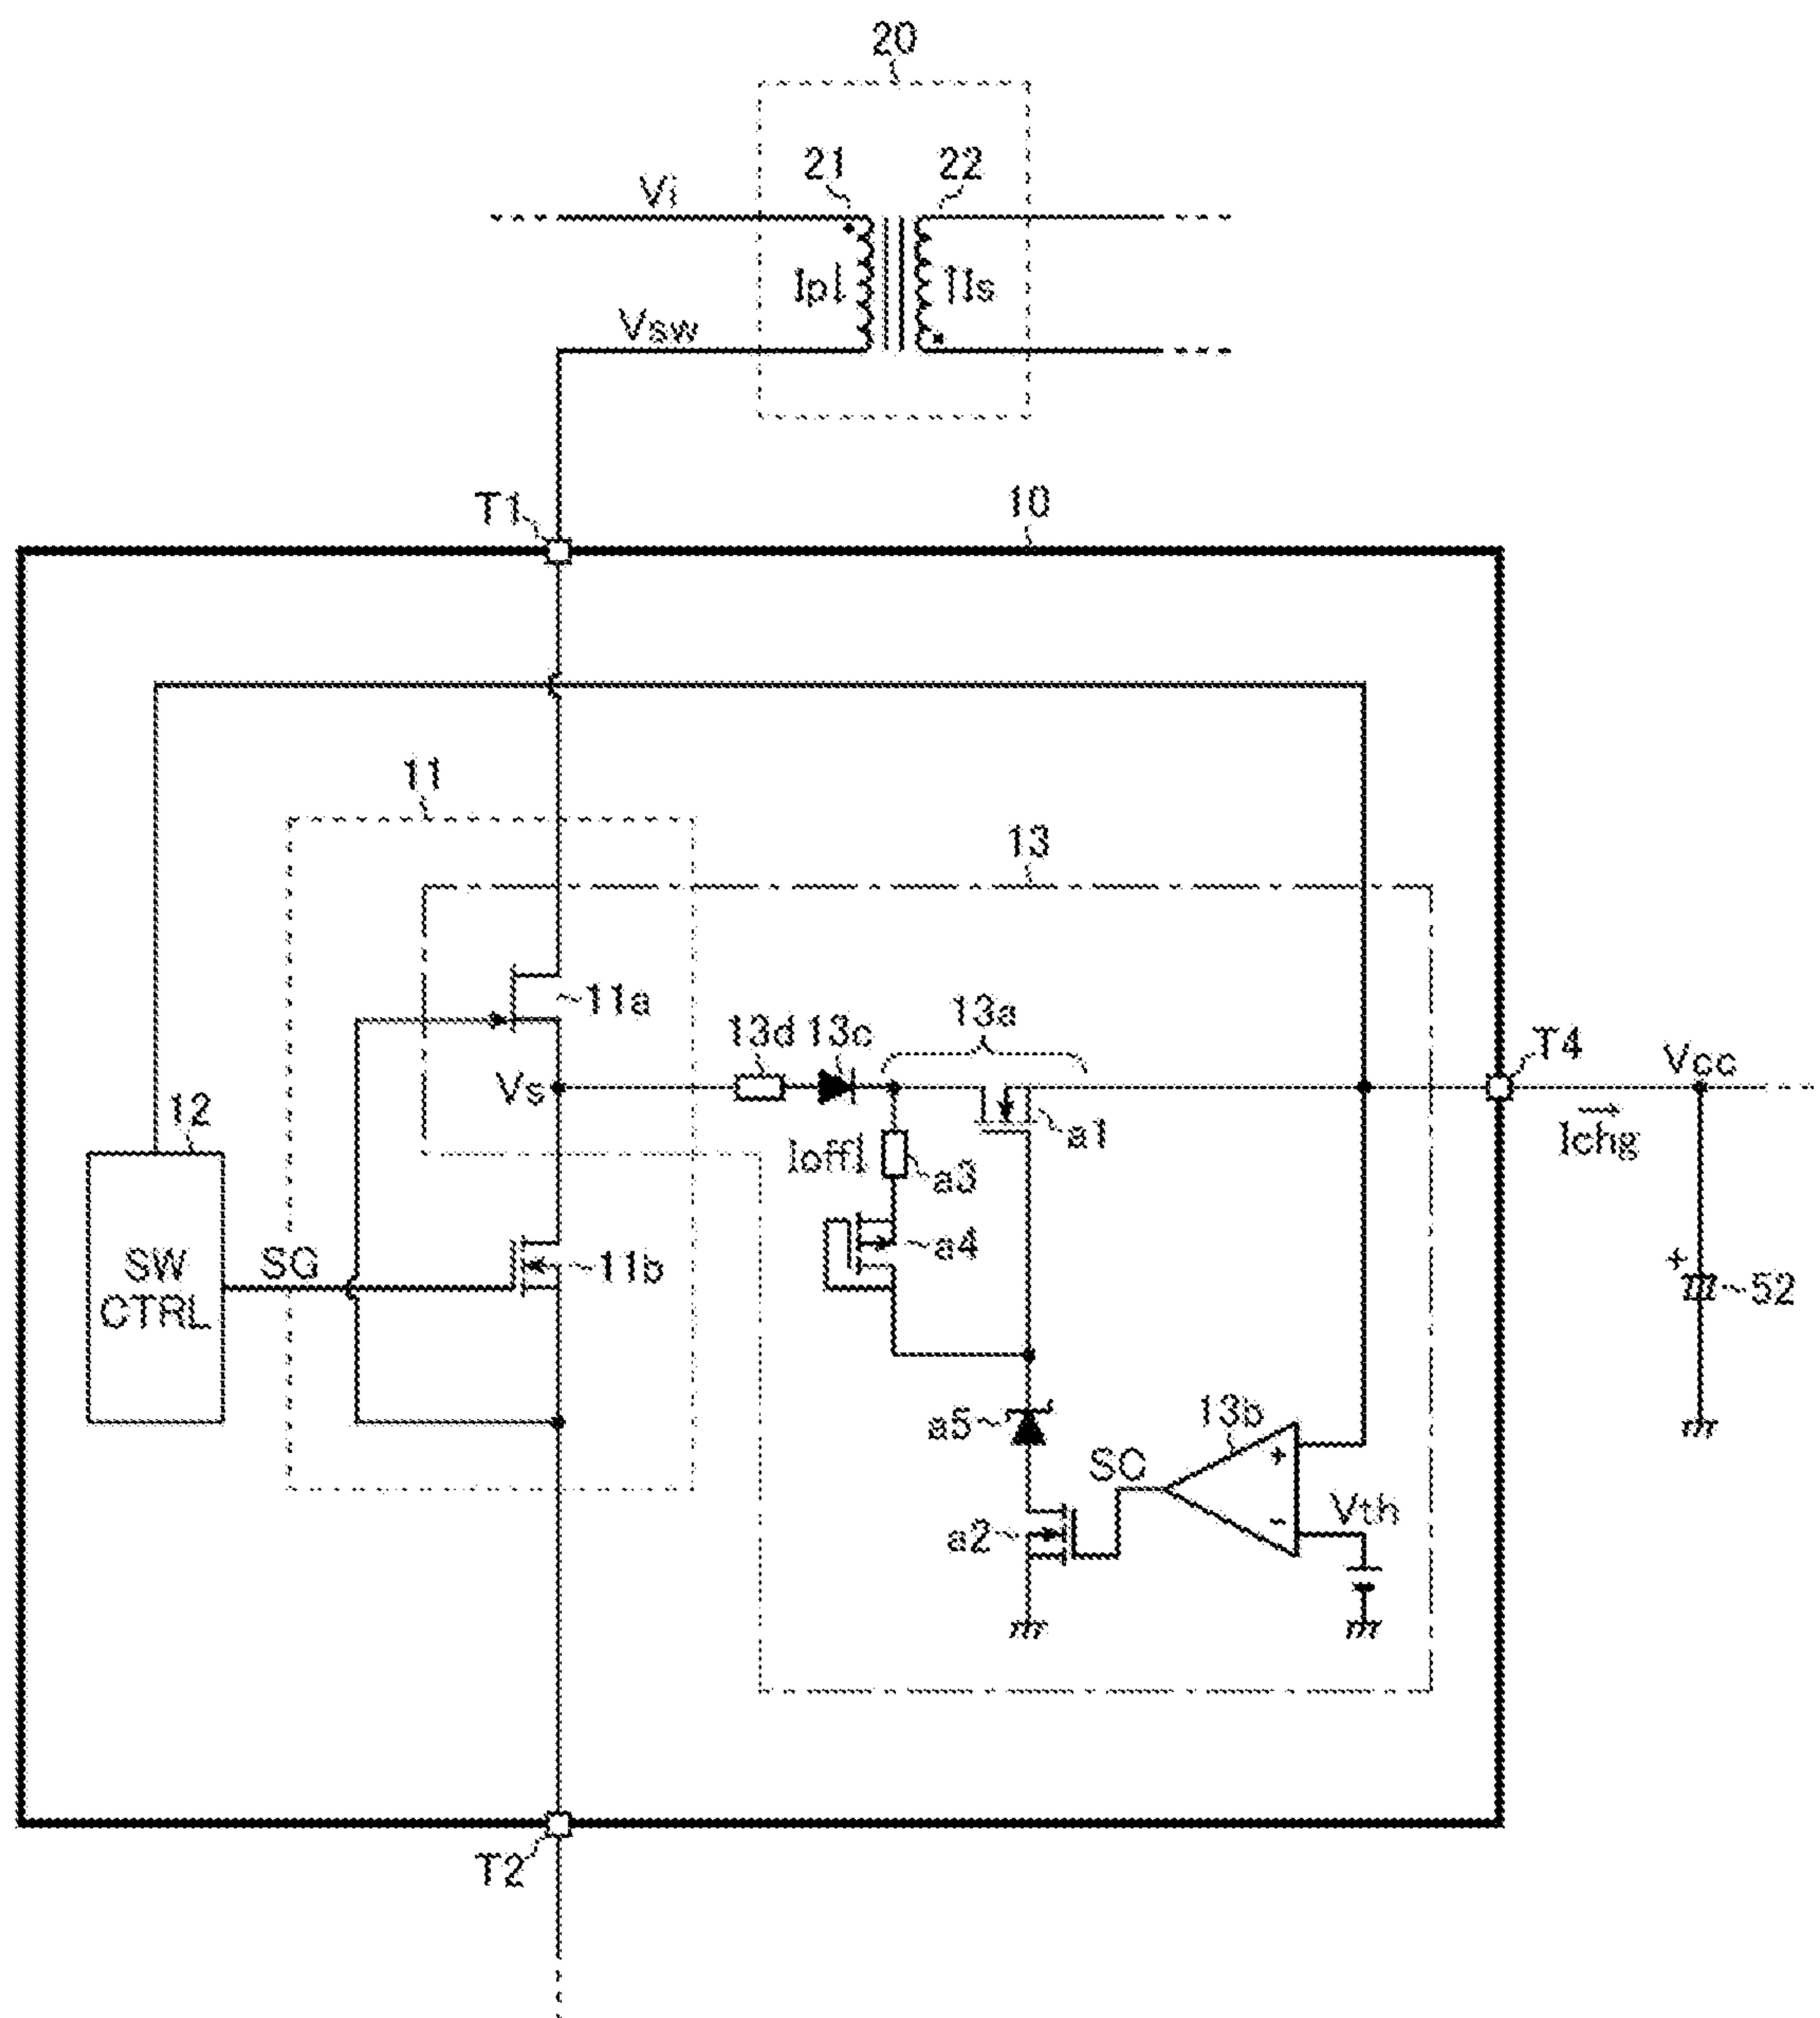 20
21
22
Vi
Ip↓
↑Is
Vsw
T1
10
11
13
11a
13d
13c
13a
T4
Vcc
Vs
12
a1
Ichg
Ioff↓
a3
SW
CTRL
SG
11b
a4
+
52
a5
13b
SC
+
-
Vth
a2
T2